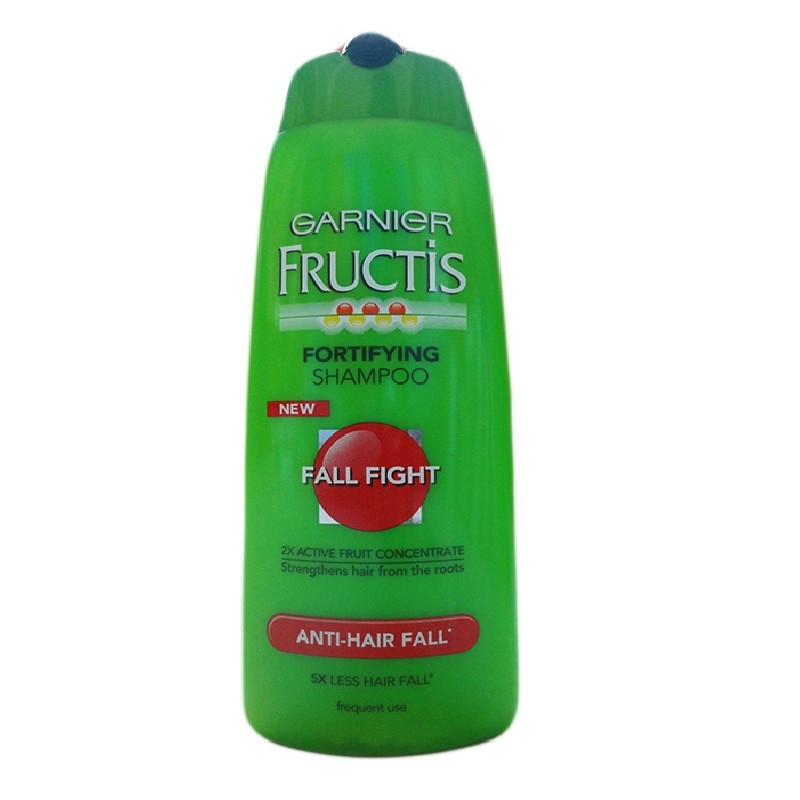 GARNIER
FRUCTiS
FORTIFYING
SHAMPOO
NEW
FALL FIGHT
2X ACTIVE FRUIT CONCENTRATE
Strengthens hair from the roots
ANTI-HAIR FALL*
5X LESS HAIR FALL*
frequent use